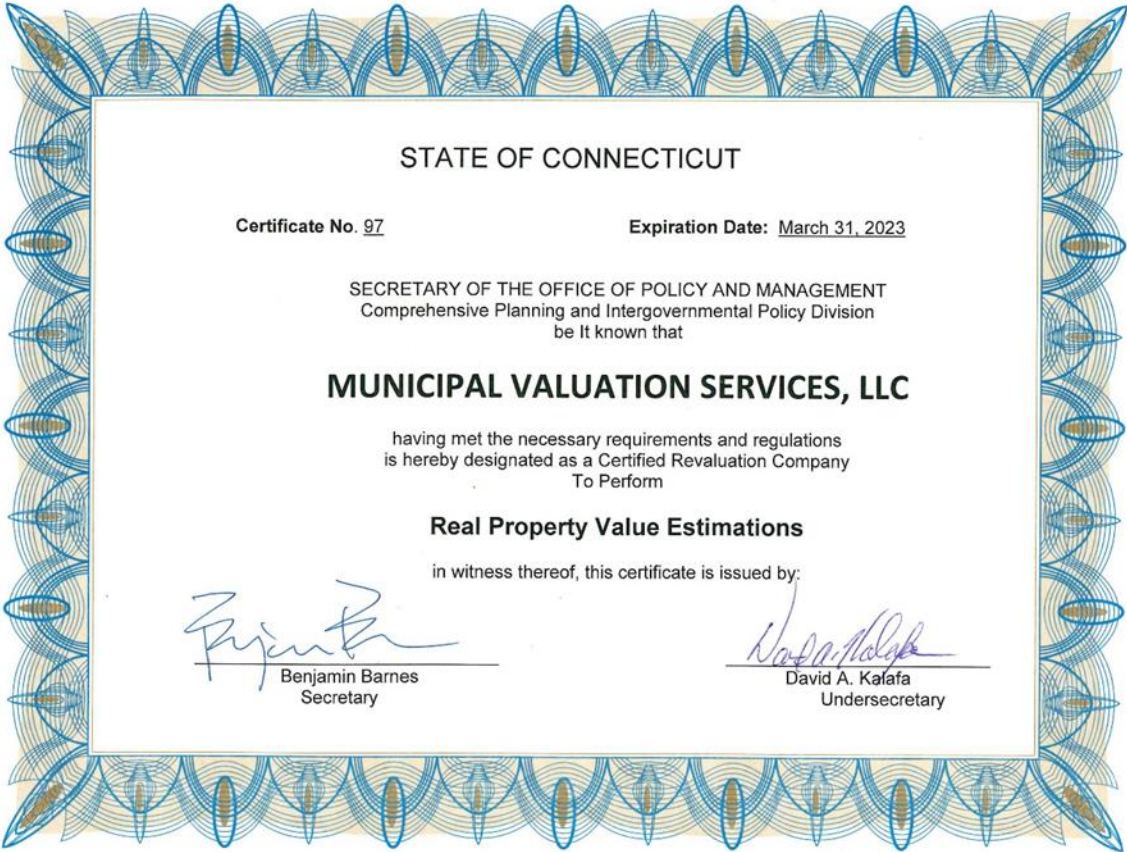 STATE OF CONNECTICUT
Certificate No. 97
Expiration Date: March 31, 2023
SECRETARY OF THE OFFICE OF POLICY AND MANAGEMENT
Comprehensive Planning and Intergovernmental Policy Division
be It known that
MUNICIPAL VALUATION SERVICES, LLC
having met the necessary requirements and regulations
is hereby designated as a Certified Revaluation Company
To Perform
Real Property Value Estimations
in witness thereof, this certificate is issued by:
Benjamin Barnes
Secretary
David A. Kalafa
Undersecretary